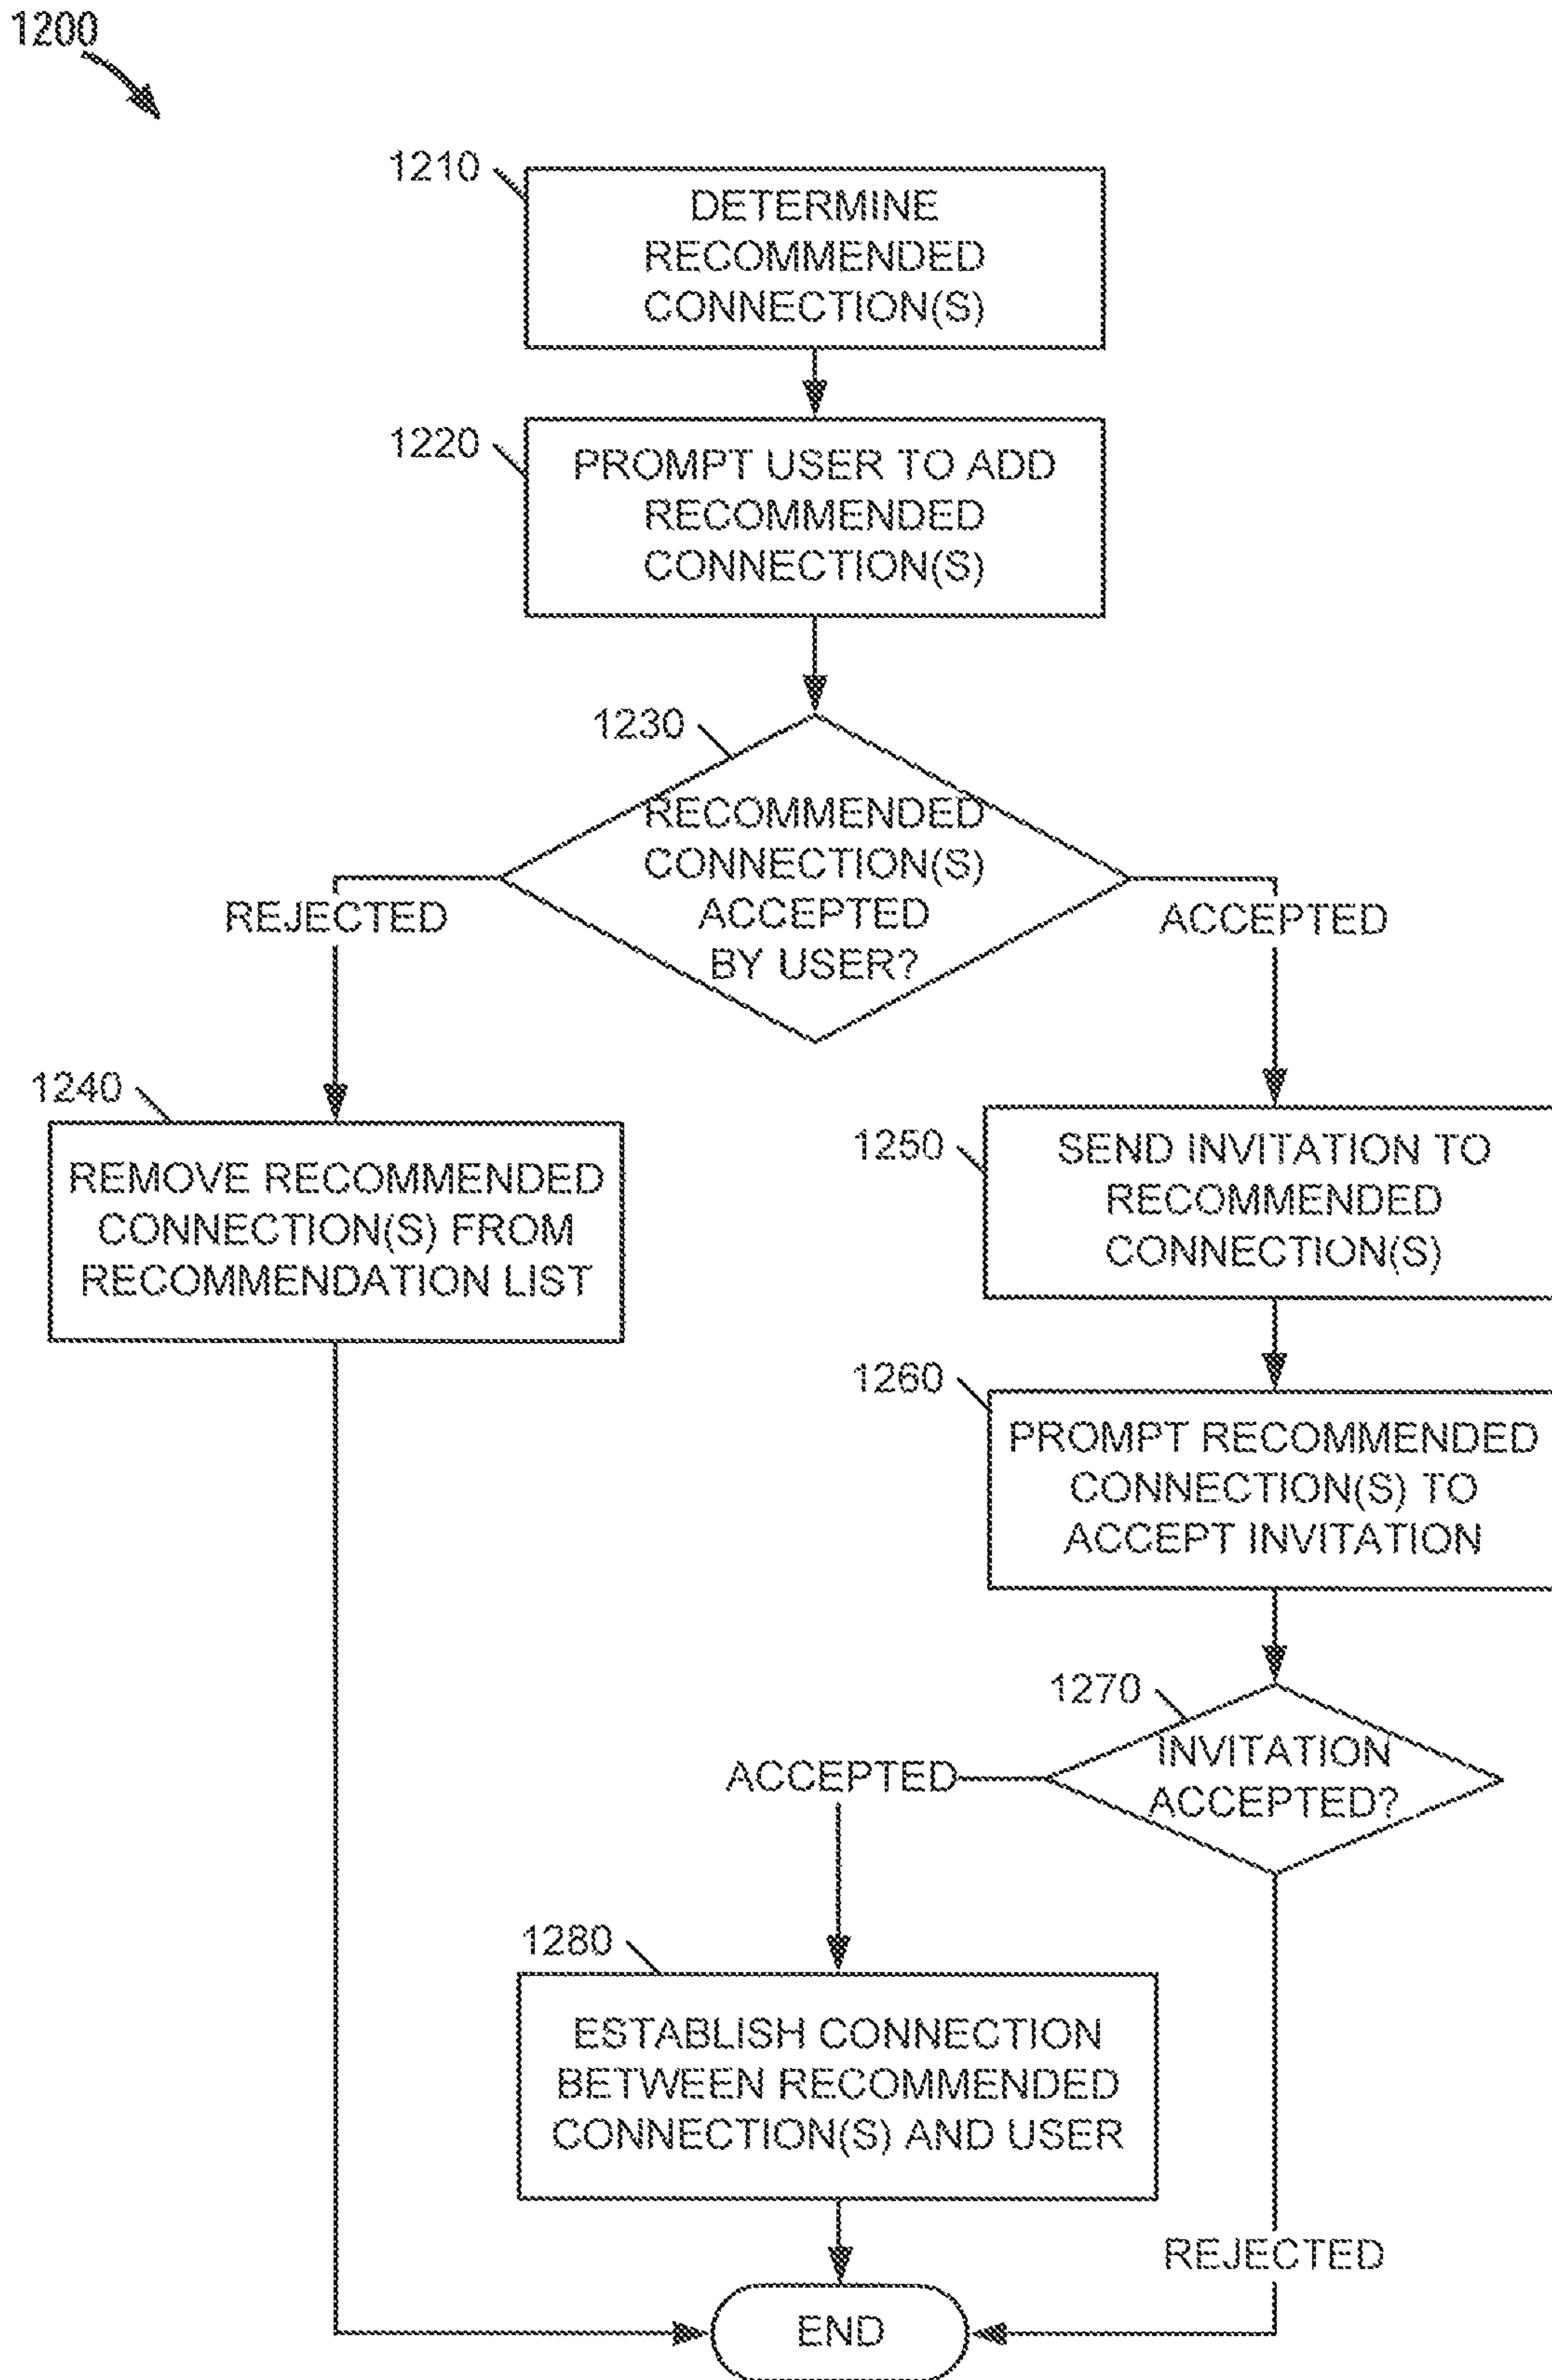 1200
1210
DETERMINE
RECOMMENDED
CONNECTION(S)
1220
PROMPT USER TO ADD
RECOMMENDED
CONNECTION(S)
1230
RECOMMENDED
CONNECTION(S)
ACCEPTED
BY USER?
REJECTED
ACCEPTED
1240
REMOVE RECOMMENDED
CONNECTION(S) FROM
RECOMMENDATION LIST
1250
SEND INVITATION TO
RECOMMENDED
CONNECTION(S)
1260
PROMPT RECOMMENDED
CONNECTION(S) TO
ACCEPT INVITATION
1270
INVITATION
ACCEPTED?
ACCEPTED
1280
ESTABLISH CONNECTION
BETWEEN RECOMMENDED
CONNECTION(S) AND USER
REJECTED
END